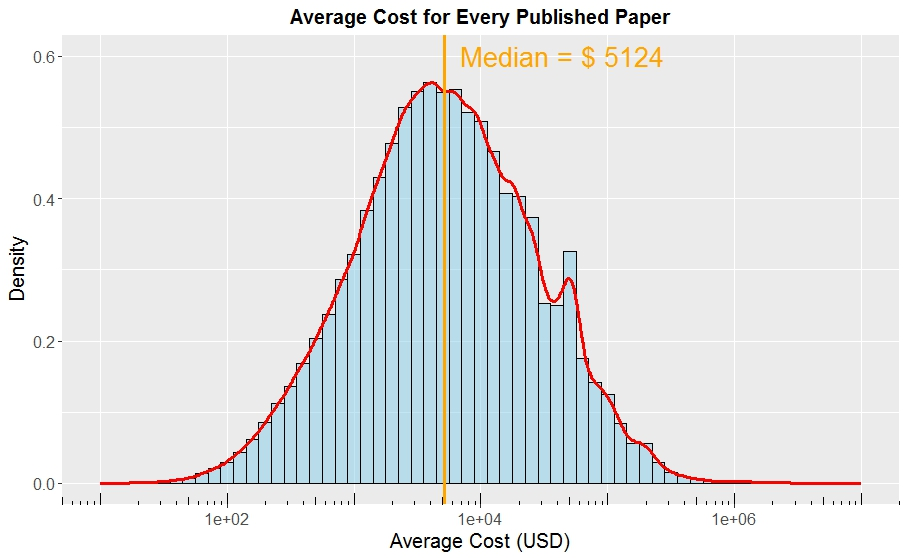 Average Cost for Every Published Paper
Median = $ 5124
0.6
0.4
0.2
0.0
Density
1e+02
1e+04
1e+06
Average Cost (USD)